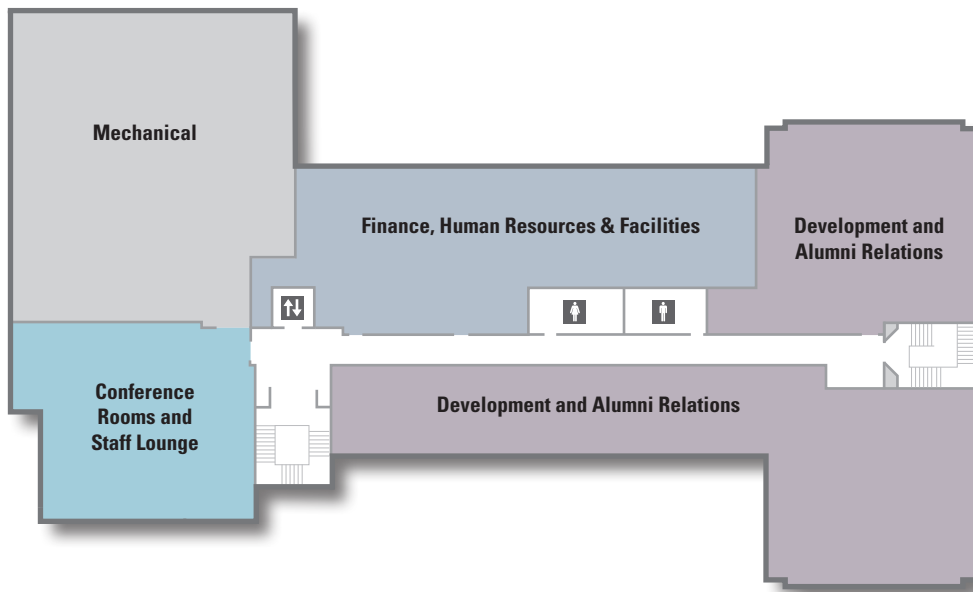 Mechanical
Finance, Human Resources & Facilities
Development and
Alumni Relations
Conference
Rooms and
Staff Lounge
Development and Alumni Relations